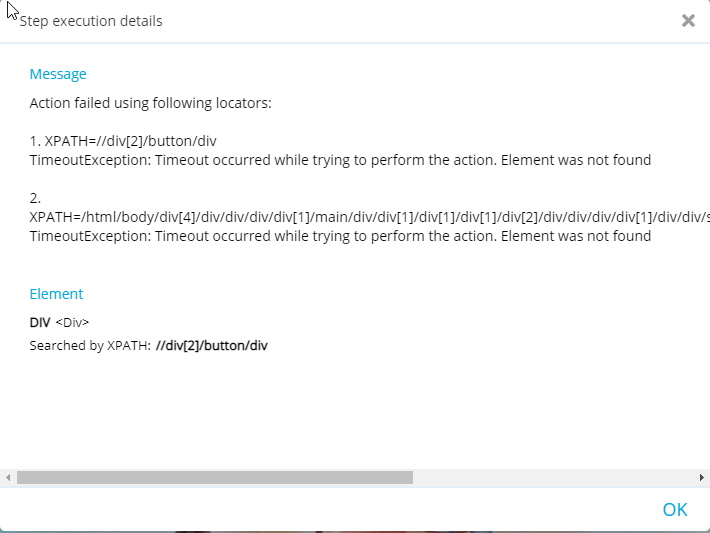 Step execution details
Message
Action failed using following locators:
1. XPATH=//div[2]/button/div
TimeoutException: Timeout occurred while trying to perform the action. Element was not found
2.
XPATH=/html/body/div[4]/div/div/div/div[1]/main/div/div[1]/div[1]/div[1]/div[2]/div/div/div/div[1]/div/div/s
TimeoutException: Timeout occurred while trying to perform the action. Element was not found
Element
DIV <Div>
Searched by XPATH: //div[2]/button/div
OK